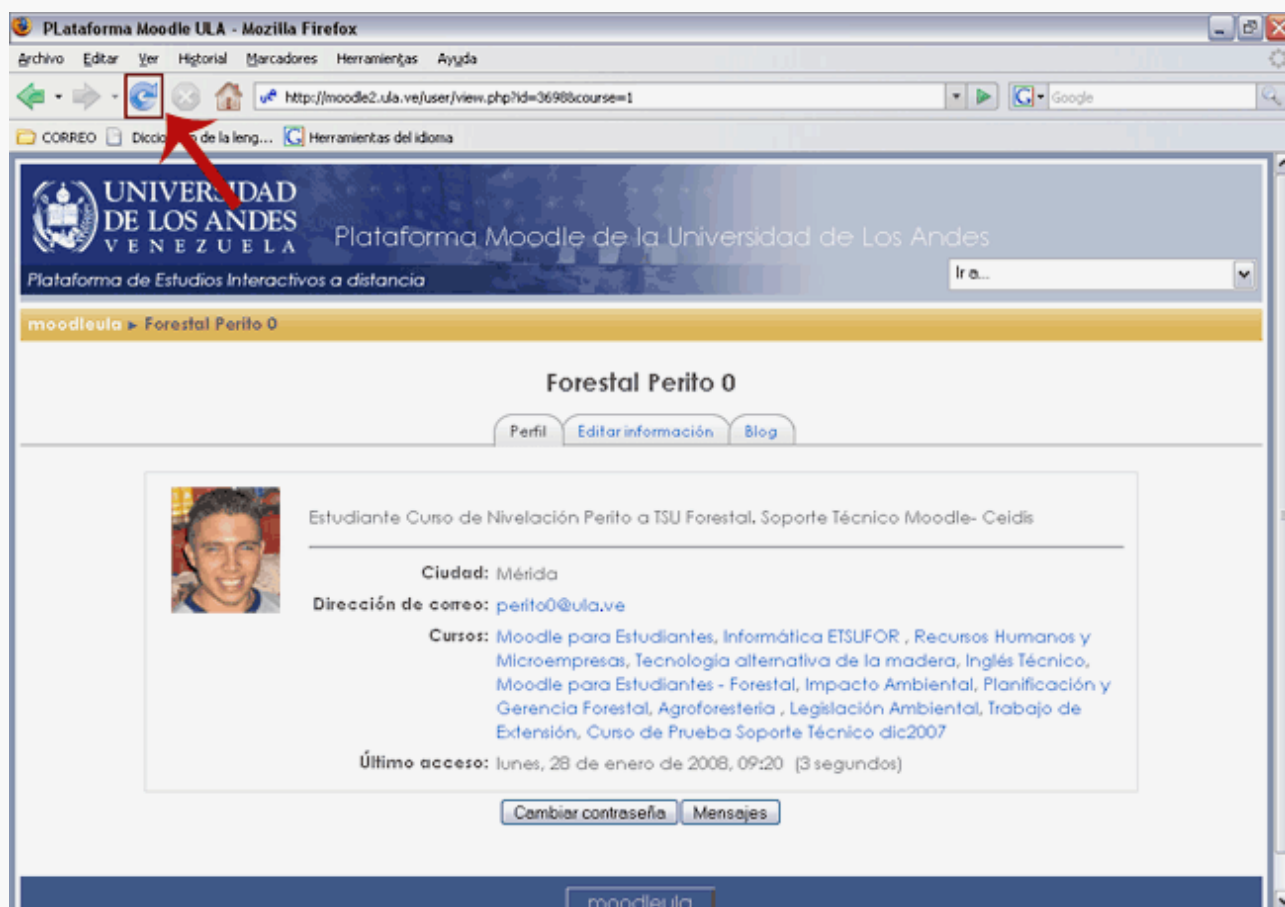 PLataforma Moodle ULA - Mozilla Firefox
Archivo Editar Ver Historial Marcadores Herramientas Ayuda
http://moodle2.ula.ve/user/view.php?id=3698&course=1 Google
CORREO de la leng... Herramientas del idioma
UNIVERSIDAD
DE LOS ANDES
VENEZUELA
Plataforma Moodle de la Universidad de Los Andes
Plataforma de Estudios Interactivos a distancia
Ir a...
moodleula ► Forestal Perito 0
Forestal Perito 0
Perfil Editar información Blog
Estudiante Curso de Nivelación Perito a TSU Forestal. Soporte Técnico Moodle- Ceidis
Ciudad: Mérida
Dirección de correo: perito0@ula.ve
Cursos: Moodle para Estudiantes, Informática ETSUFOR , Recursos Humanos y
Microempresas, Tecnología alternativa de la madera, Inglés Técnico,
Moodle para Estudiantes - Forestal, Impacto Ambiental, Planificación y
Gerencia Forestal, Agroforesteria , Legislación Ambiental, Trabajo de
Extensión, Curso de Prueba Soporte Técnico dic2007
Último acceso: lunes, 28 de enero de 2008, 09:20 (3 segundos)
Cambiar contraseña Mensajes
moodleula